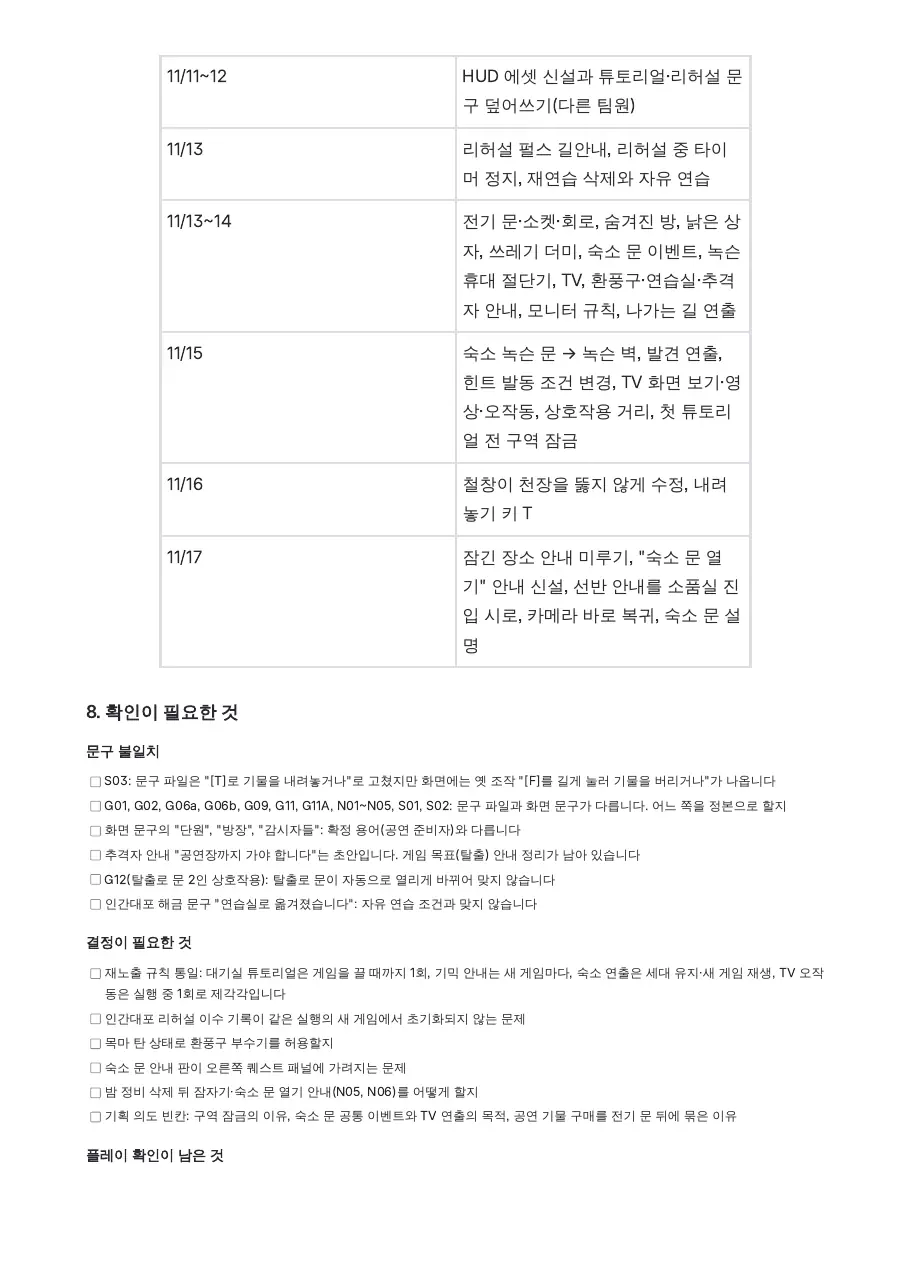 11/11~12
HUD 에셋 신설과 튜토리얼·리허설 문
구 덮어쓰기(다른 팀원)
11/13
리허설 펄스 길안내, 리허설 중 타이
머 정지, 재연습 삭제와 자유 연습
11/13~14
전기 문·소켓·회로, 숨겨진 방, 낡은 상
자, 쓰레기 더미, 숙소 문 이벤트, 녹슨
휴대 절단기, TV, 환풍구·연습실·추격
자 안내, 모니터 규칙, 나가는 길 연출
11/15
숙소 녹슨 문 → 녹슨 벽, 발견 연출,
힌트 발동 조건 변경, TV 화면 보기·영
상·오작동, 상호작용 거리, 첫 튜토리
얼 전 구역 잠금
11/16
철창이 천장을 뚫지 않게 수정, 내려
놓기 키 T
11/17
잠긴 장소 안내 미루기, "숙소 문 열
기" 안내 신설, 선반 안내를 소품실 진
입 시로, 카메라 바로 복귀, 숙소 문 설
명
8. 확인이 필요한 것
문구 불일치
S03: 문구 파일은 "[T]로 기물을 내려놓거나"로 고쳤지만 화면에는 옛 조작 "[F]를 길게 눌러 기물을 버리거나"가 나옵니다
G01, G02, G06a, G06b, G09, G11, G11A, N01~N05, S01, S02: 문구 파일과 화면 문구가 다릅니다. 어느 쪽을 정본으로 할지
화면 문구의 "단원", "방장", "감시자들": 확정 용어(공연 준비자)와 다릅니다
추격자 안내 "공연장까지 가야 합니다"는 초안입니다. 게임 목표(탈출) 안내 정리가 남아 있습니다
G12(탈출로 문 2인 상호작용): 탈출로 문이 자동으로 열리게 바뀌어 맞지 않습니다
인간대포 해금 문구 "연습실로 옮겨졌습니다": 자유 연습 조건과 맞지 않습니다
결정이 필요한 것
재노출 규칙 통일: 대기실 튜토리얼은 게임을 끌 때까지 1회, 기믹 안내는 새 게임마다, 숙소 연출은 세대 유지·새 게임 재생, TV 오작
동은 실행 중 1회로 제각각입니다
인간대포 리허설 이수 기록이 같은 실행의 새 게임에서 초기화되지 않는 문제
목마 탄 상태로 환풍구 부수기를 허용할지
숙소 문 안내 판이 오른쪽 퀘스트 패널에 가려지는 문제
밤 정비 삭제 뒤 잠자기·숙소 문 열기 안내(N05, N06)를 어떻게 할지
기획 의도 빈칸: 구역 잠금의 이유, 숙소 문 공통 이벤트와 TV 연출의 목적, 공연 기물 구매를 전기 문 뒤에 묶은 이유
플레이 확인이 남은 것